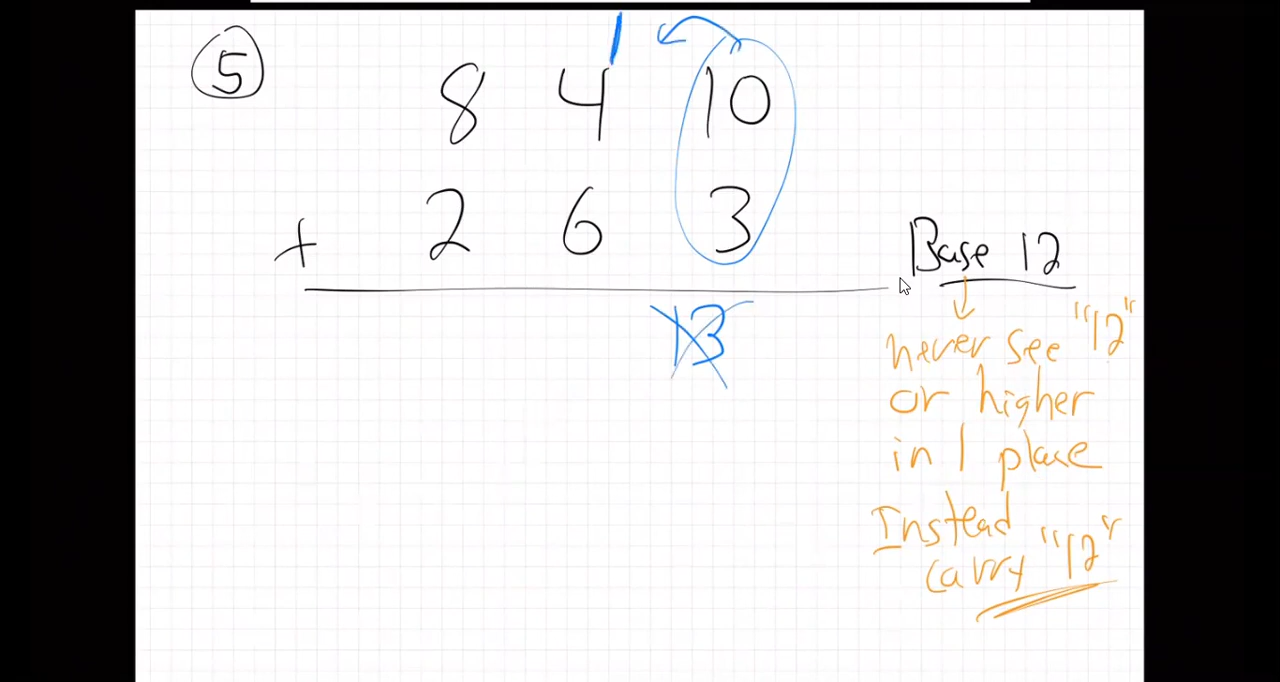 5
1
8 4 10
2 6 3
+
13
Base 12
never see "12"
or higher
in 1 place
Instead
carry "12"